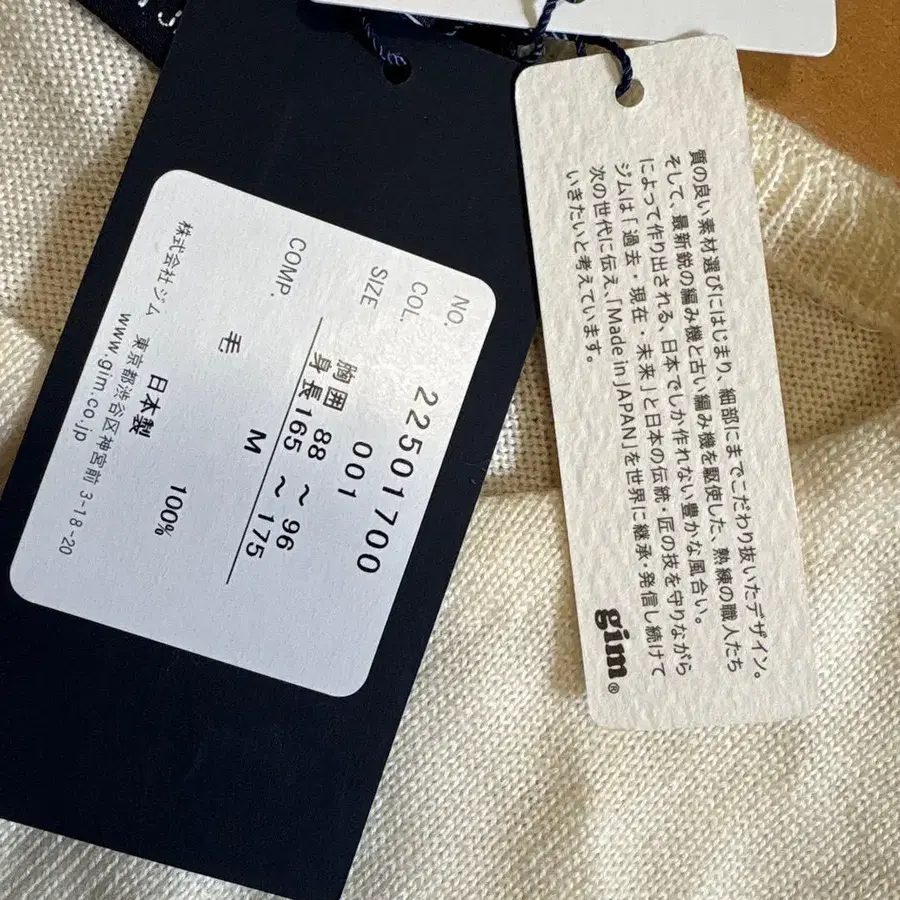 NO. 22501700
COL. 001
SIZE 胸囲 88 ~ 96
身長 165 ~ 175
M
COMP.
毛 100%
日本製
株式会社ジム 東京都渋谷区神宮前 3-18-20
www.gim.co.jp
質の良い素材選びにはじまり、細部にまでこだわり抜いたデザイン。
そして、最新鋭の編み機と古い編み機を駆使した、熟練の職人たち
によって作り出される、日本でしか作れない豊かな風合い。
ジムは「過去・現在・未来」と日本の伝統・匠の技を守りながら
次の世代に伝え、「Made in JAPAN」を世界に継承・発信し続けて
いきたいと考えています。
gim®